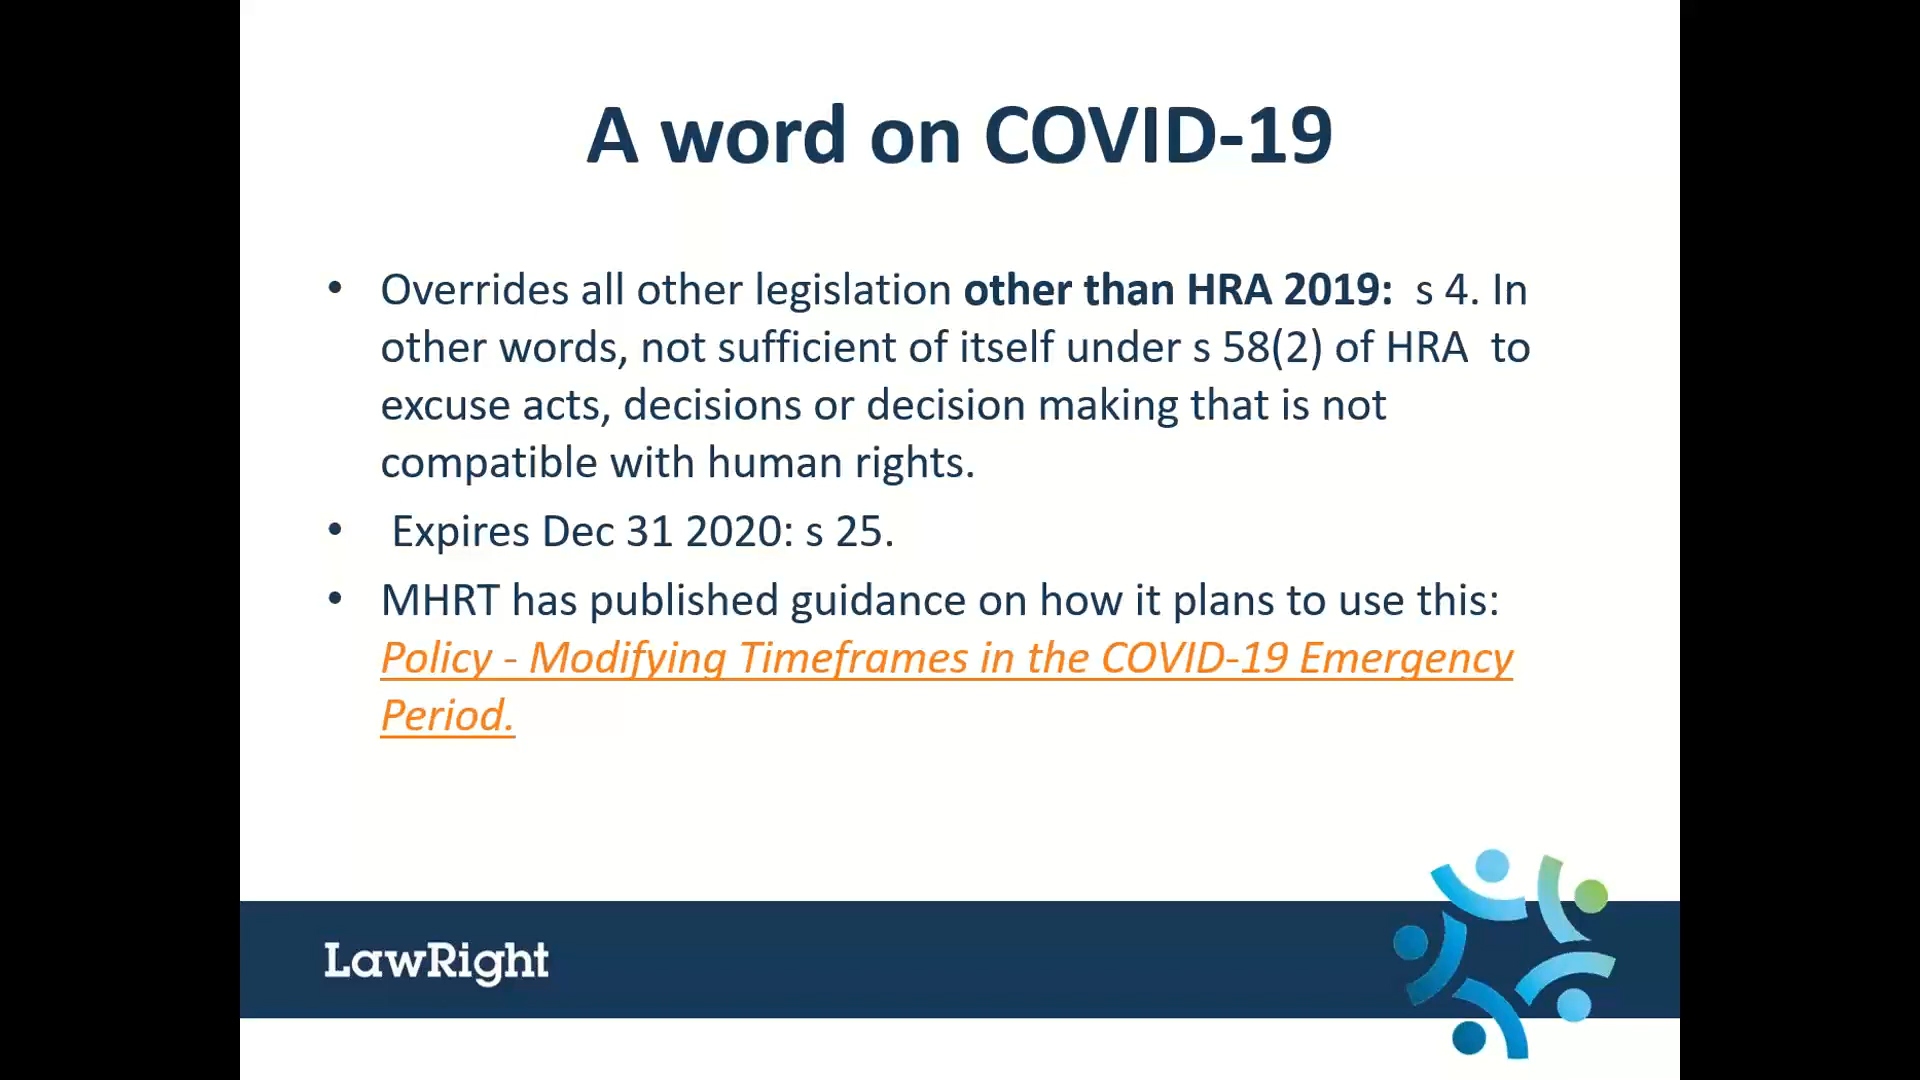 A word on COVID-19
• Overrides all other legislation other than HRA 2019: s 4. In
other words, not sufficient of itself under s 58(2) of HRA to
excuse acts, decisions or decision making that is not
compatible with human rights.
• Expires Dec 31 2020: s 25.
• MHRT has published guidance on how it plans to use this:
Policy - Modifying Timeframes in the COVID-19 Emergency
Period.
LawRight